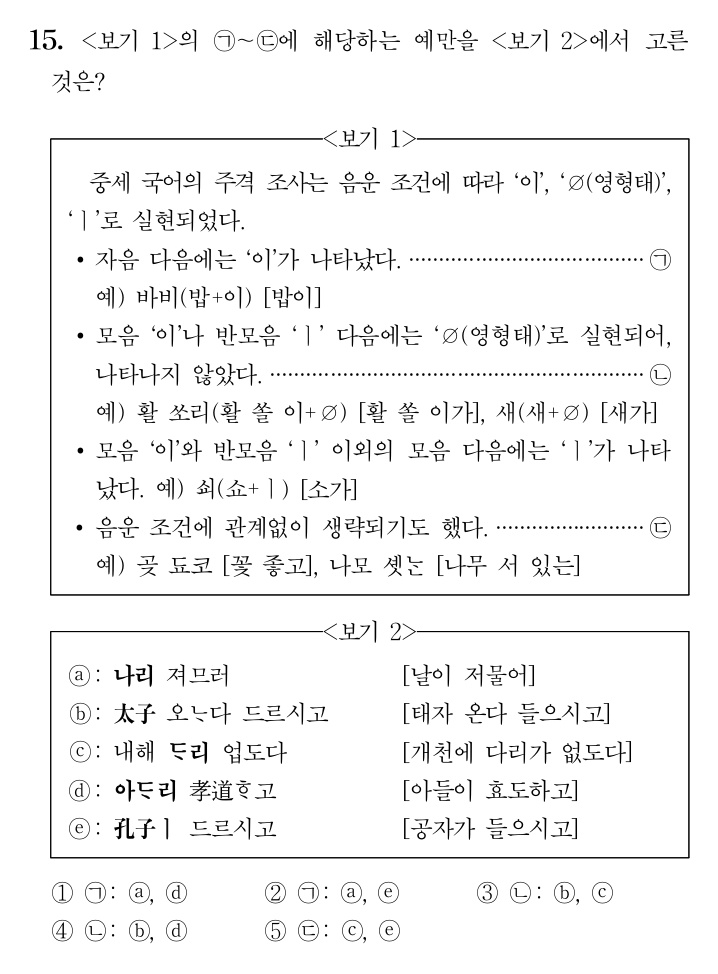 15. <보기 1>의 ㉠~㉢에 해당하는 예만을 <보기 2>에서 고른
것은?
<보기 1>
중세 국어의 주격 조사는 음운 조건에 따라 ‘이’, ‘∅(영형태)’,
‘ㅣ’로 실현되었다.
• 자음 다음에는 ‘이’가 나타났다. ······································ ㉠
예) 바비(밥+이) [밥이]
• 모음 ‘이’나 반모음 ‘ㅣ’ 다음에는 ‘∅(영형태)’로 실현되어,
나타나지 않았다. ······························································ ㉡
예) 활 쏘리(활 쏠 이+∅) [활 쏠 이가], 새(새+∅) [새가]
• 모음 ‘이’와 반모음 ‘ㅣ’ 이외의 모음 다음에는 ‘ㅣ’가 나타
났다. 예) 쇠(쇼+ㅣ) [소가]
• 음운 조건에 관계없이 생략되기도 했다. ························ ㉢
예) 곶 됴코 [꽃 좋고], 나모 솃ᄂᆞᆫ [나무 서 있는]
<보기 2>
ⓐ: 나리 져므러 [날이 저물어]
ⓑ: 太子 오ᄂᆞ다 드르시고 [태자 온다 들으시고]
ⓒ: 내해 ᄃᆞ리 업도다 [개천에 다리가 없도다]
ⓓ: 아ᄃᆞ리 孝道ᄒᆞ고 [아들이 효도하고]
ⓔ: 孔子ㅣ 드르시고 [공자가 들으시고]
① ㉠: ⓐ, ⓓ ② ㉠: ⓐ, ⓔ ③ ㉡: ⓑ, ⓒ
④ ㉡: ⓑ, ⓓ ⑤ ㉢: ⓒ, ⓔ